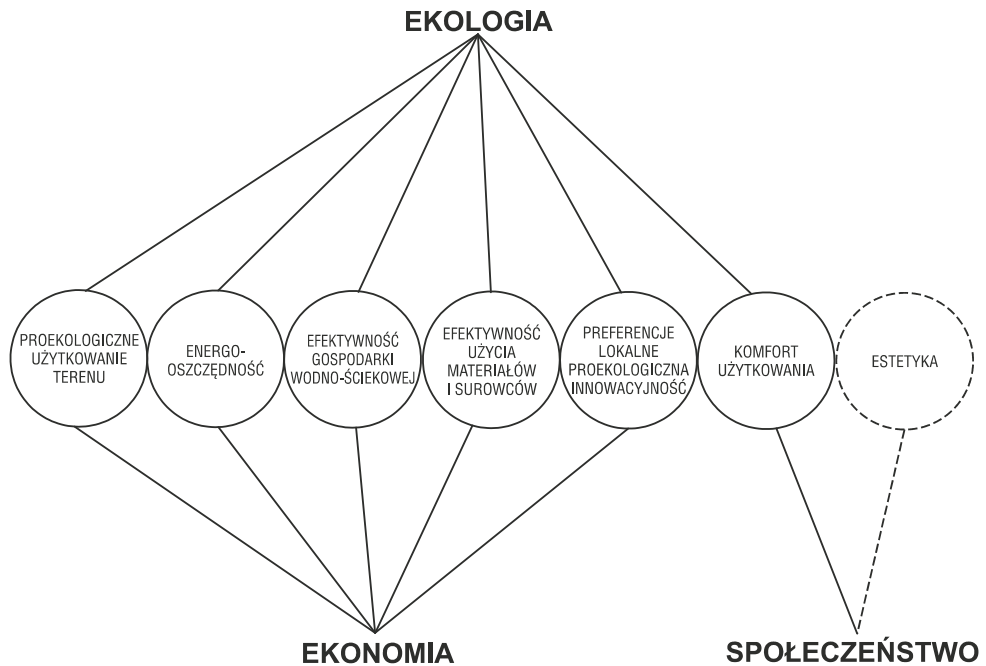 EKOLOGIA
PROEKOLOGICZNE
UŻYTKOWANIE
TERENU
ENERGO-
OSZCZĘDNOŚĆ
EFEKTYWNOŚĆ
GOSPODARKI
WODNO-ŚCIEKOWEJ
EFEKTYWNOŚĆ
UŻYCIA
MATERIAŁÓW
I SUROWCÓW
PREFERENCJE
LOKALNE
PROEKOLOGICZNA
INNOWACYJNOŚĆ
KOMFORT
UŻYTKOWANIA
ESTETYKA
EKONOMIA
SPOŁECZEŃSTWO